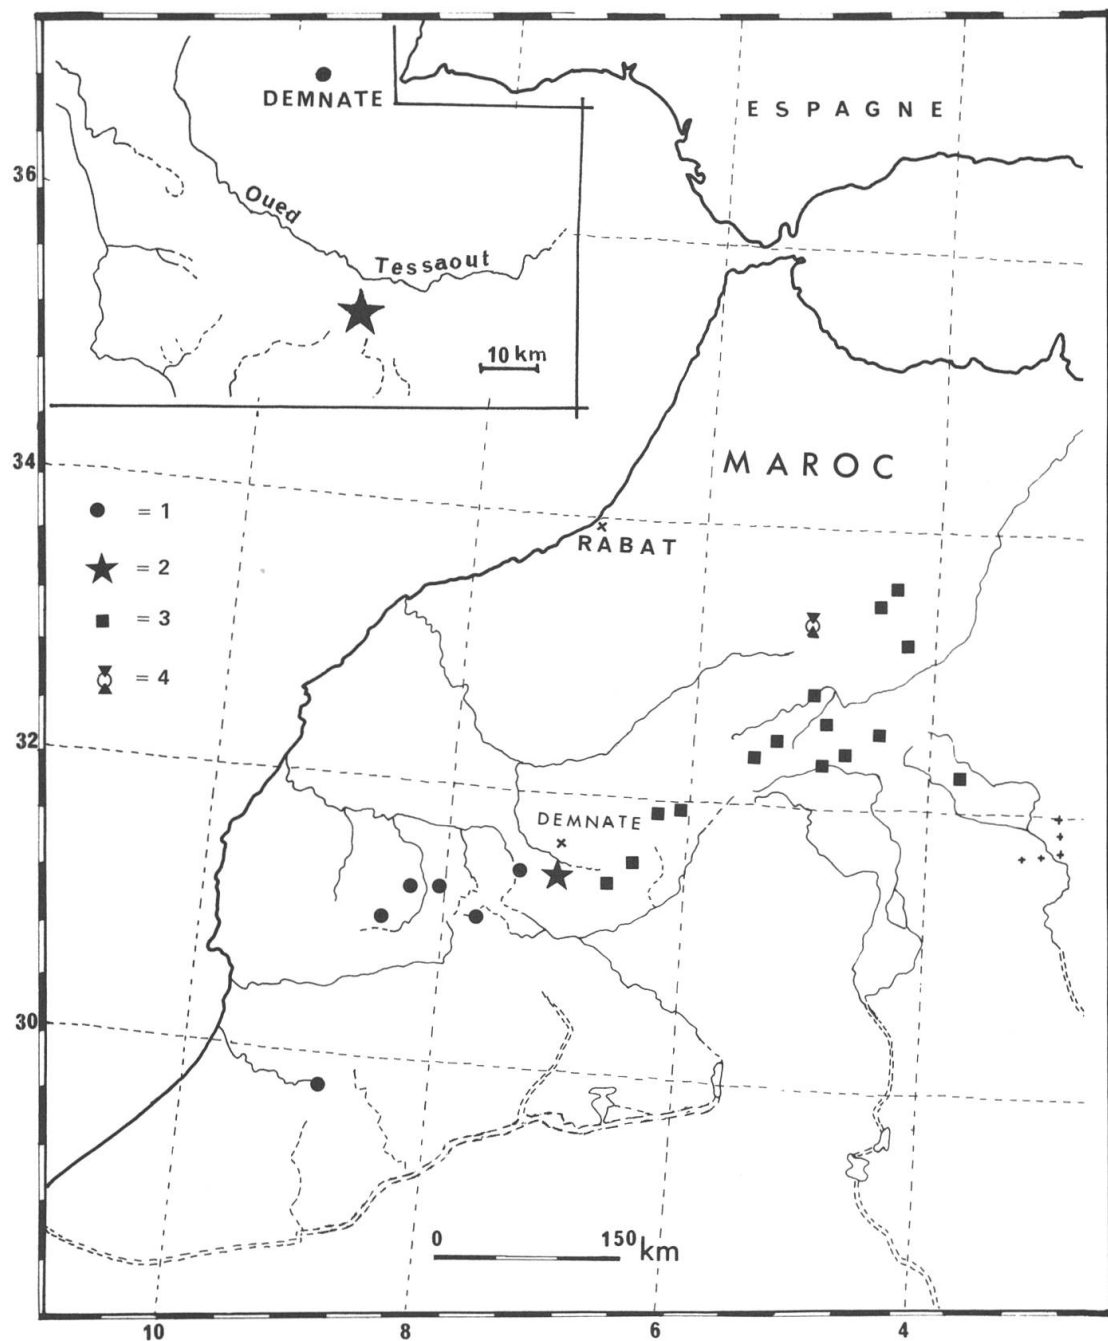 DEMNATE
ESPAGNE
36
Oued
Tessaout
10 km
34
MAROC
= 1
RABAT
= 2
= 3
= 4
32
DEMNATE
30
0 150 km
10 8 6 4